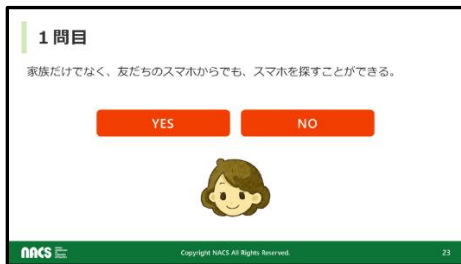 1問目
家族だけでなく、友だちのスマホからでも、スマホを探すことができる。
YES
NO
NACS
Copyright NACS All Rights Reserved.
23